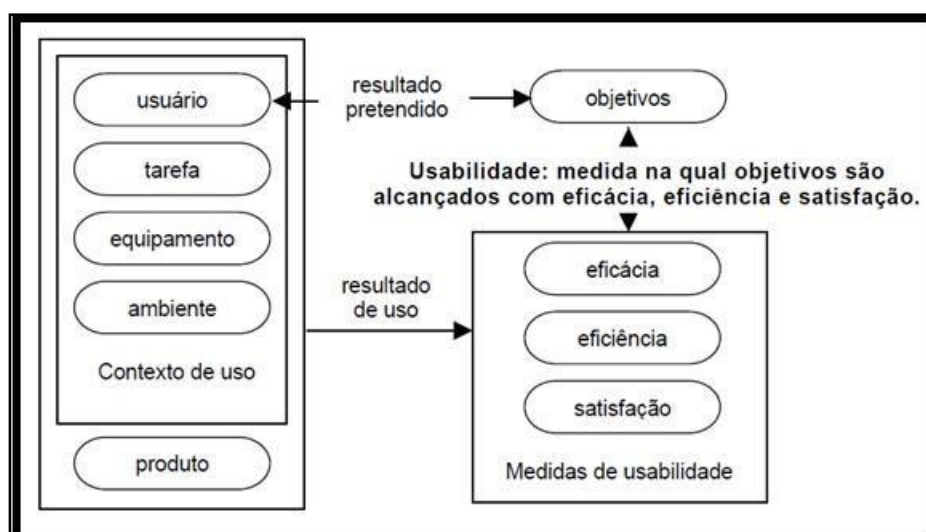 usuário
tarefa
equipamento
ambiente
Contexto de uso
produto
resultado
pretendido
objetivos
Usabilidade: medida na qual objetivos são
alcançados com eficácia, eficiência e satisfação.
resultado
de uso
eficácia
eficiência
satisfação
Medidas de usabilidade